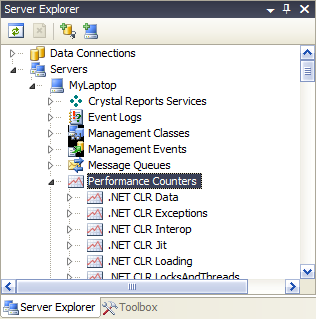 Server Explorer
Data Connections
Servers
MyLaptop
Crystal Reports Services
Event Logs
Management Classes
Management Events
Message Queues
Performance Counters
.NET CLR Data
.NET CLR Exceptions
.NET CLR Interop
.NET CLR Jit
.NET CLR Loading
.NET CLR LocksAndThreads
Server Explorer Toolbox